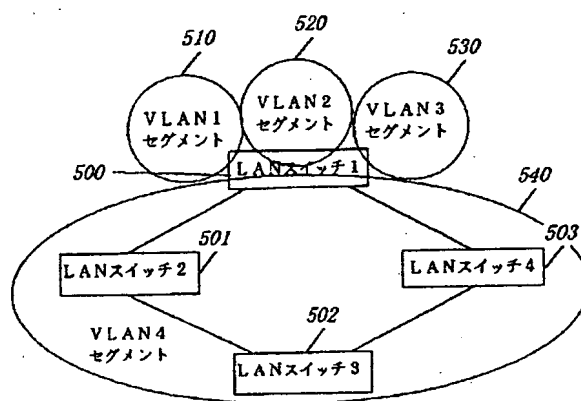 510
520
530
VLAN1
セグメント
VLAN2
セグメント
VLAN3
セグメント
500
LANスイッチ1
540
501
503
LANスイッチ2
LANスイッチ4
VLAN4
セグメント
502
LANスイッチ3